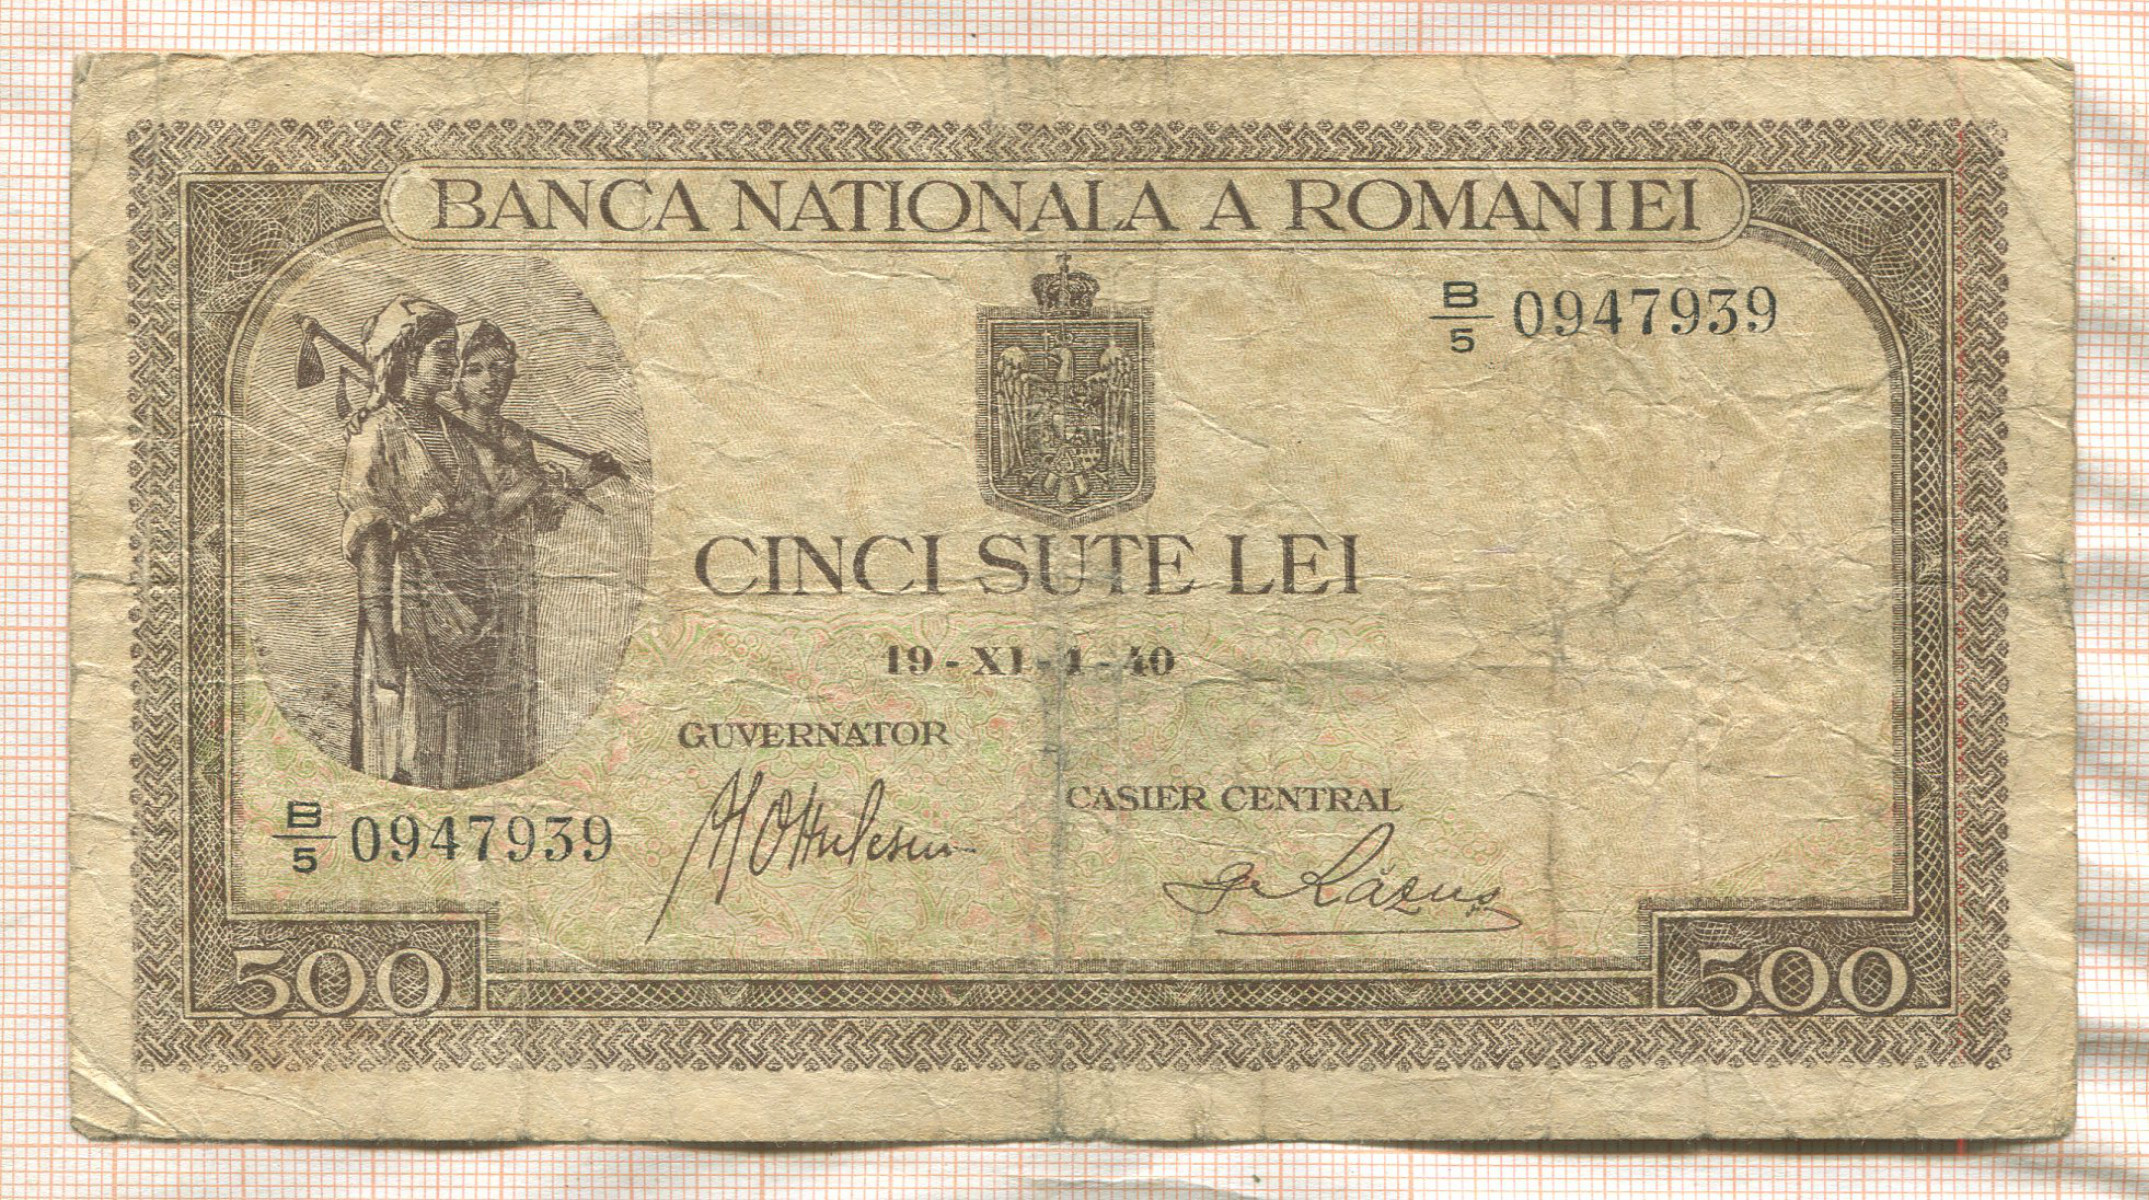 BANCA NATIONALA A ROMANIEI
B/5 0947939
CINCI SUTE LEI
19 - XI - 1 - 40
GUVERNATOR
CASIER CENTRAL
B/5 0947939
500
500